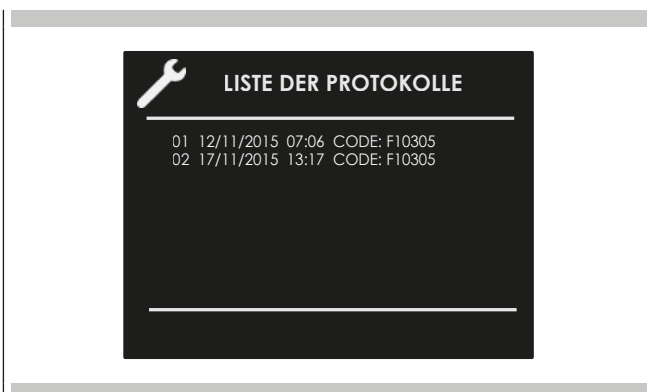 LISTE DER PROTOKOLLE
01 12/11/2015 07:06 CODE: F10305
02 17/11/2015 13:17 CODE: F10305